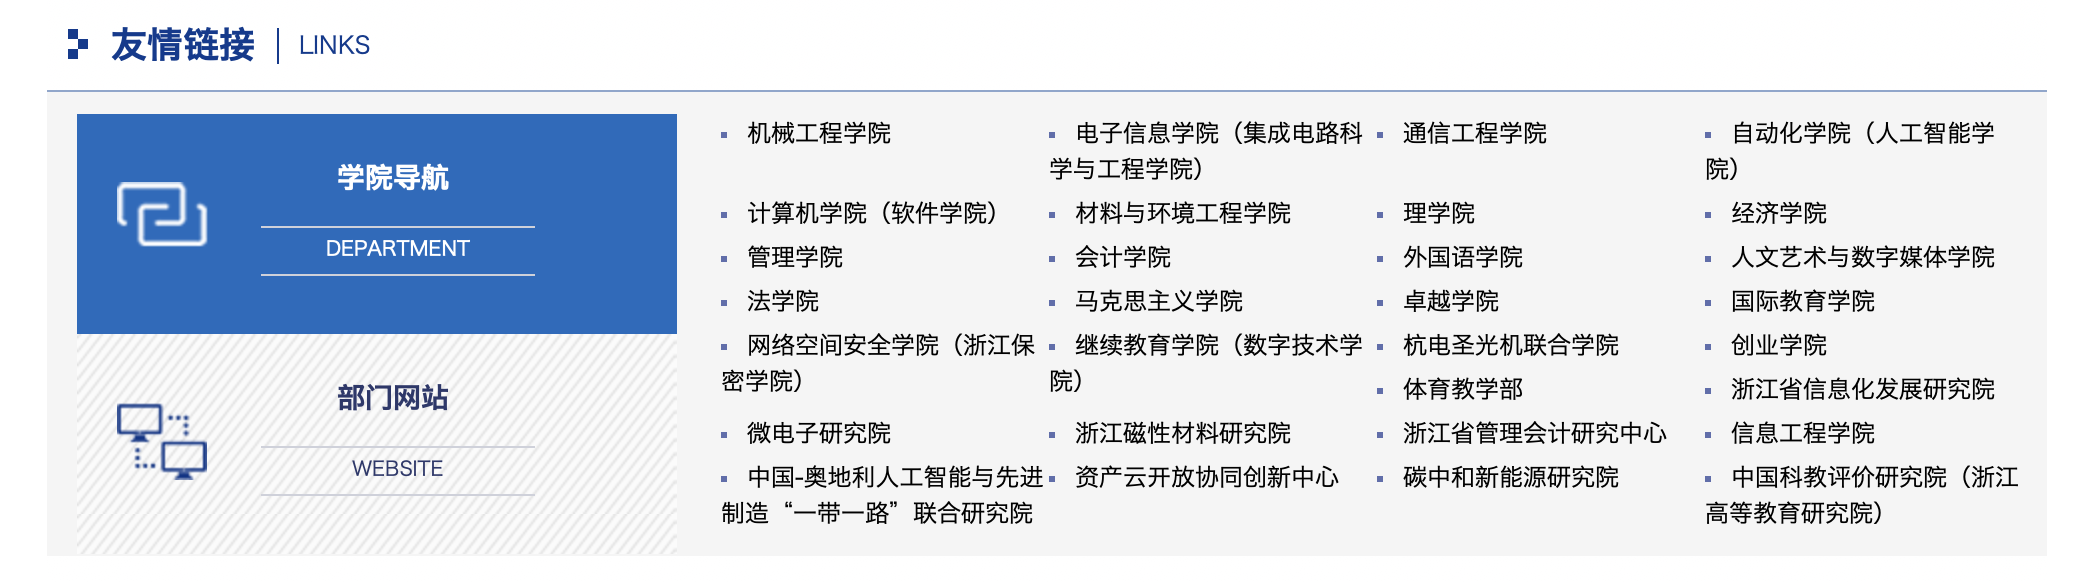 友情链接
LINKS
学院导航
DEPARTMENT
部门网站
WEBSITE
机械工程学院
电子信息学院（集成电路科
学与工程学院）
通信工程学院
自动化学院（人工智能学
院）
计算机学院（软件学院）
材料与环境工程学院
理学院
经济学院
管理学院
会计学院
外国语学院
人文艺术与数字媒体学院
法学院
马克思主义学院
卓越学院
国际教育学院
网络空间安全学院（浙江保
密学院）
继续教育学院（数字技术学
院）
杭电圣光机联合学院
创业学院
体育教学部
浙江省信息化发展研究院
微电子研究院
浙江磁性材料研究院
浙江省管理会计研究中心
信息工程学院
中国-奥地利人工智能与先进
制造“一带一路”联合研究院
资产云开放协同创新中心
碳中和新能源研究院
中国科教评价研究院（浙江
高等教育研究院）